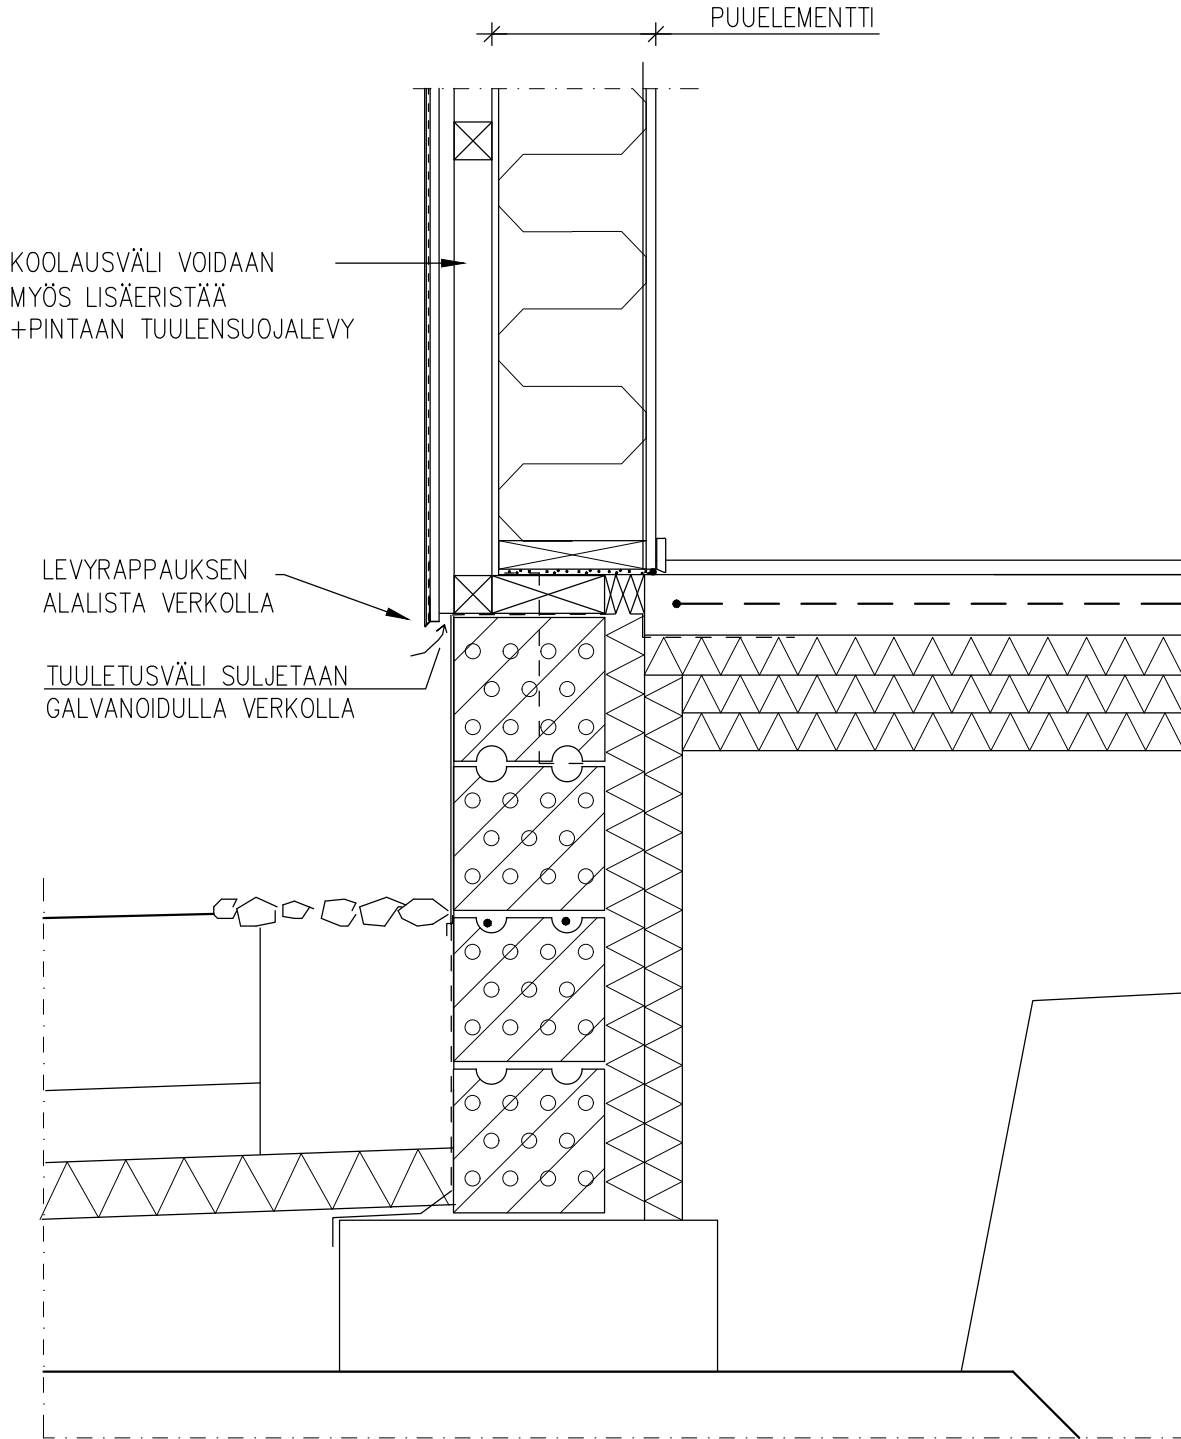 PUUELEMENTTI
KOOLAUSVÄLI VOIDAAN
MYÖS LISÄERISTÄÄ
+PINTAAN TUULENSUOJALEVY
LEVYRAPPAUKSEN
ALALISTA VERKOLLA
TUULETUSVÄLI SULJETAAN
GALVANOIDULLA VERKOLLA